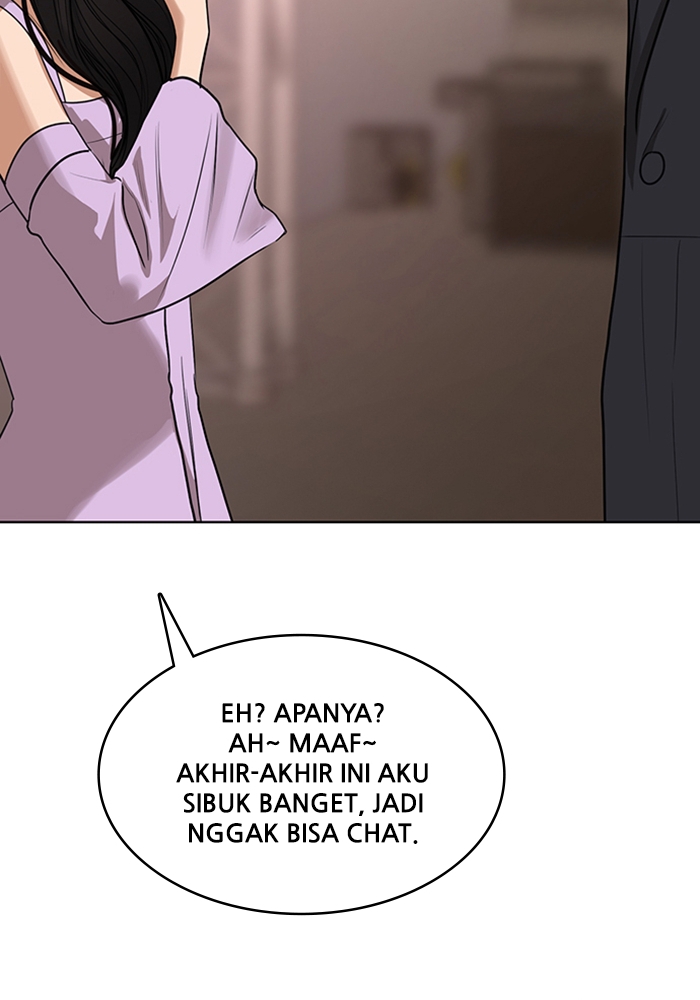 EH? APANYA?
AH~ MAAF~
AKHIR-AKHIR INI AKU
SIBUK BANGET, JADI
NGGAK BISA CHAT.